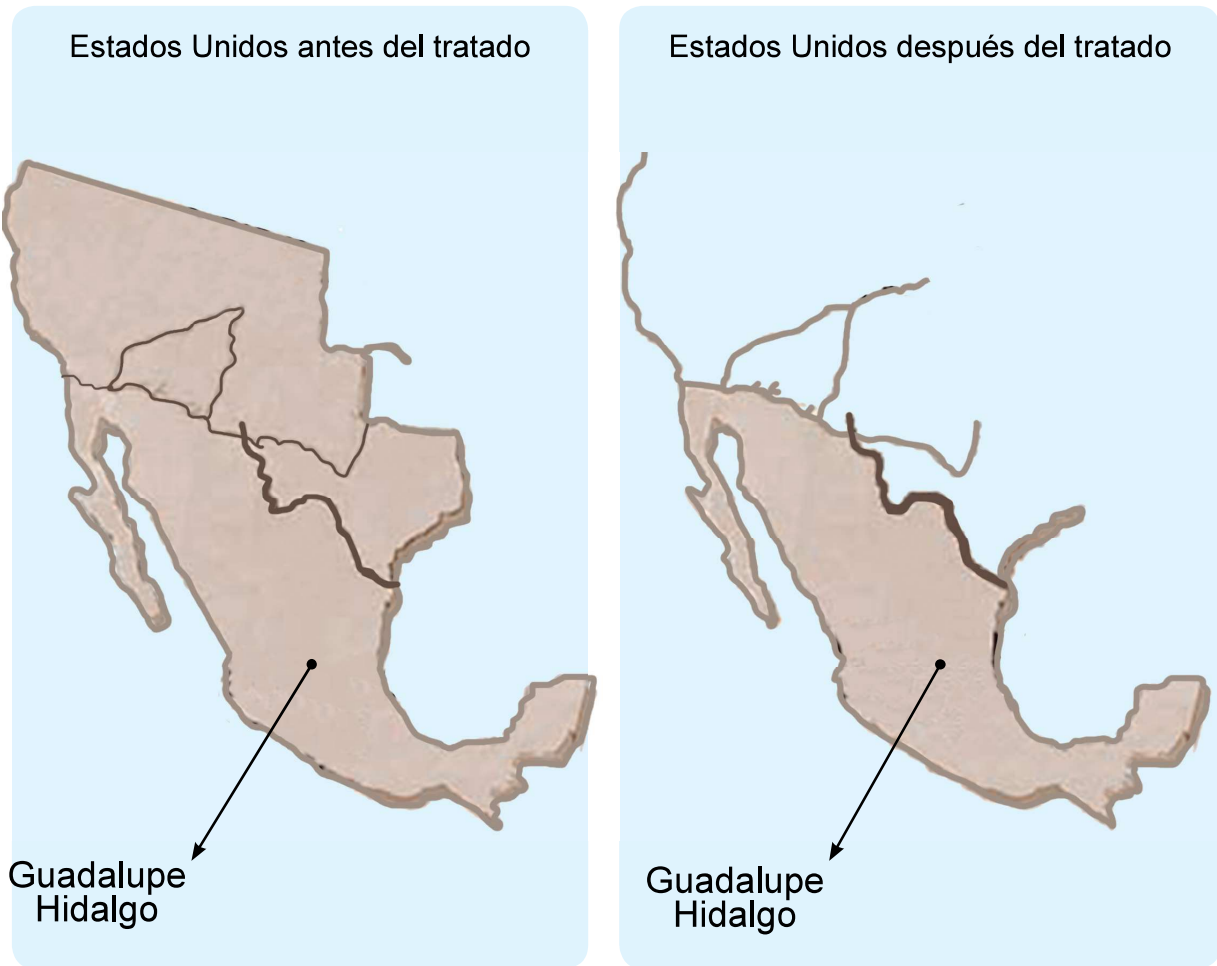 Estados Unidos antes del tratado
Guadalupe
Hidalgo
Estados Unidos después del tratado
Guadalupe
Hidalgo